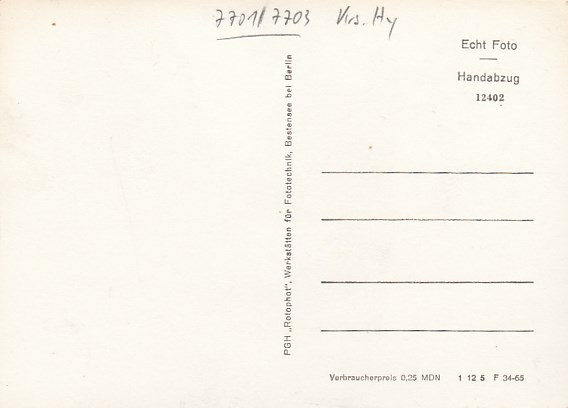 7701/7703 Krs. Hy
Echt Foto
Handabzug
12402
PGH „Rotophot", Werkstätten für Fototechnik, Bestensee bei Berlin
Verbraucherpreis 0,25 MDN 1 12 5 F 34-65